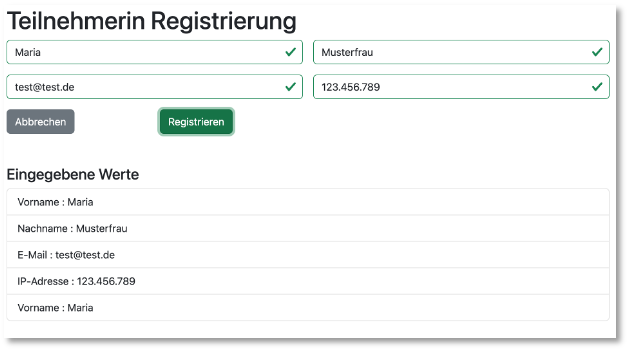 Teilnehmerin Registrierung
Maria
Musterfrau
test@test.de
123.456.789
Abbrechen
Registrieren
Eingegebene Werte
Vorname : Maria
Nachname : Musterfrau
E-Mail : test@test.de
IP-Adresse : 123.456.789
Vorname : Maria